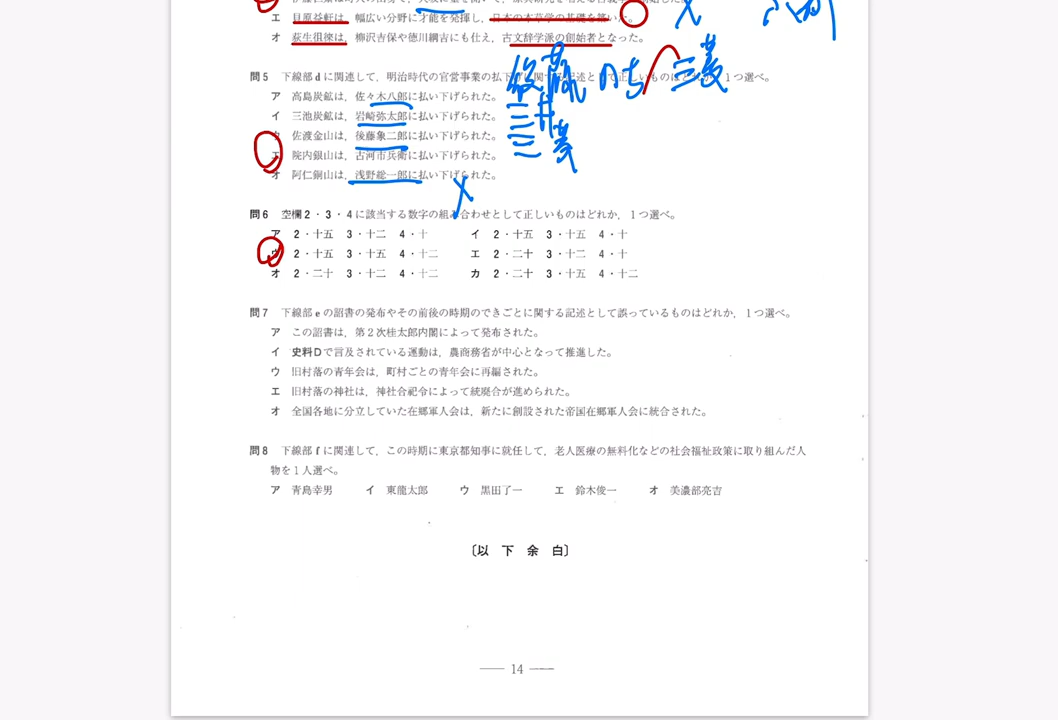 エ 貝原益軒は，幅広い分野に才能を発揮し，日本の本草学の基礎を築いた。
オ 荻生徂徠は，柳沢吉保や徳川綱吉にも仕え，古文辞学派の創始者となった。
問5 下線部dに関連して，明治時代の官営事業の払下げに関する記述として正しいものはどれか，1つ選べ。
後藤 のち 三菱
ア 高島炭鉱は，佐々木八郎に払い下げられた。
イ 三池炭鉱は，岩崎弥太郎に払い下げられた。
三井
ウ 佐渡金山は，後藤象二郎に払い下げられた。
三菱
エ 院内銀山は，古河市兵衛に払い下げられた。
オ 阿仁銅山は，浅野総一郎に払い下げられた。
問6 空欄2・3・4に該当する数字の組み合わせとして正しいものはどれか，1つ選べ。
ア 2・十五 3・十二 4・十 イ 2・十五 3・十五 4・十
ウ 2・十五 3・十五 4・十二 エ 2・二十 3・十二 4・十
オ 2・二十 3・十二 4・十二 カ 2・二十 3・十五 4・十二
問7 下線部eの詔書の発布やその前後の時期のできごとに関する記述として誤っているものはどれか，1つ選べ。
ア この詔書は，第2次桂太郎内閣によって発布された。
イ 史料Dで言及されている運動は，農商務省が中心となって推進した。
ウ 旧村落の青年会は，町村ごとの青年会に再編された。
エ 旧村落の神社は，神社合祀令によって統廃合が進められた。
オ 全国各地に分立していた在郷軍人会は，新たに創設された帝国在郷軍人会に統合された。
問8 下線部fに関連して，この時期に東京都知事に就任して，老人医療の無料化などの社会福祉政策に取り組んだ人
物を1人選べ。
ア 青島幸男 イ 東龍太郎 ウ 黒田了一 エ 鈴木俊一 オ 美濃部亮吉
〔以 下 余 白〕
14